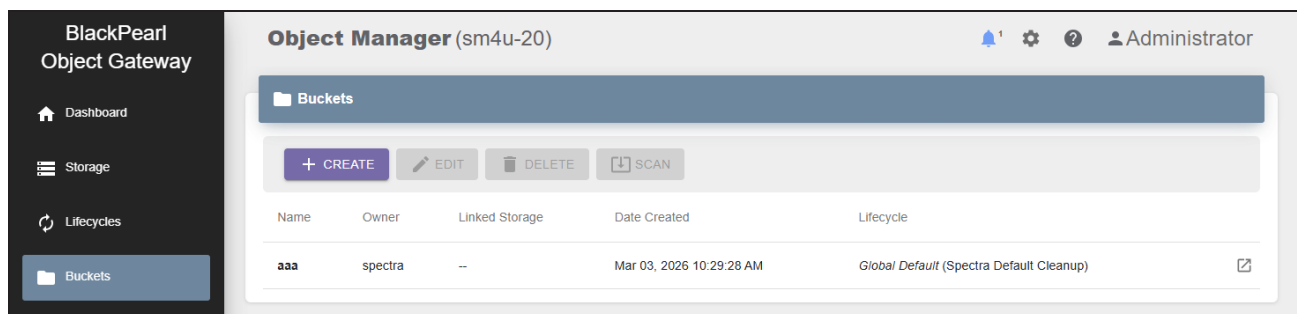 BlackPearl
Object Gateway
Dashboard
Storage
Lifecycles
Buckets
Object Manager (sm4u-20)
1
Administrator
Buckets
+ CREATE
EDIT
DELETE
SCAN
Name Owner Linked Storage Date Created Lifecycle
aaa spectra -- Mar 03, 2026 10:29:28 AM Global Default (Spectra Default Cleanup)